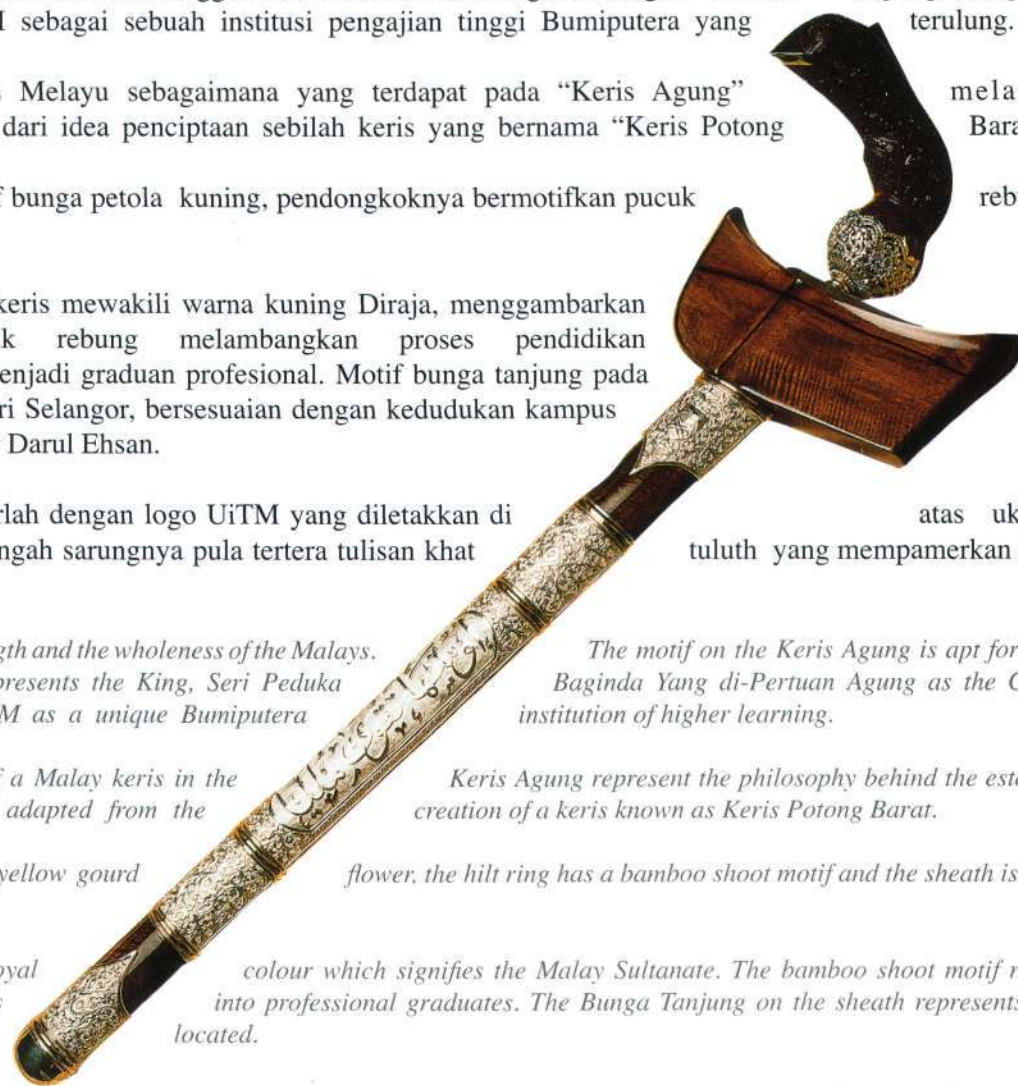 I sebagai sebuah institusi pengajian tinggi Bumiputera yang terulung.
Melayu sebagaimana yang terdapat pada “Keris Agung” mela
dari idea penciptaan sebilah keris yang bernama “Keris Potong Bara
f bunga petola kuning, pendongkoknya bermotifkan pucuk reb
keris mewakili warna kuning Diraja, menggambarkan
k rebung melambangkan proses pendidikan
enjadi graduan profesional. Motif bunga tanjung pada
ri Selangor, bersesuaian dengan kedudukan kampus
Darul Ehsan.
rlah dengan logo UiTM yang diletakkan di atas uk
ngah sarungnya pula tertera tulisan khat tuluth yang mempamerkan
gth and the wholeness of the Malays. The motif on the Keris Agung is apt for
presents the King, Seri Peduka Baginda Yang di-Pertuan Agung as the C
M as a unique Bumiputera institution of higher learning.
f a Malay keris in the Keris Agung represent the philosophy behind the est
adapted from the creation of a keris known as Keris Potong Barat.
yellow gourd flower, the hilt ring has a bamboo shoot motif and the sheath is
oyal colour which signifies the Malay Sultanate. The bamboo shoot motif r
s into professional graduates. The Bunga Tanjung on the sheath represents
located.